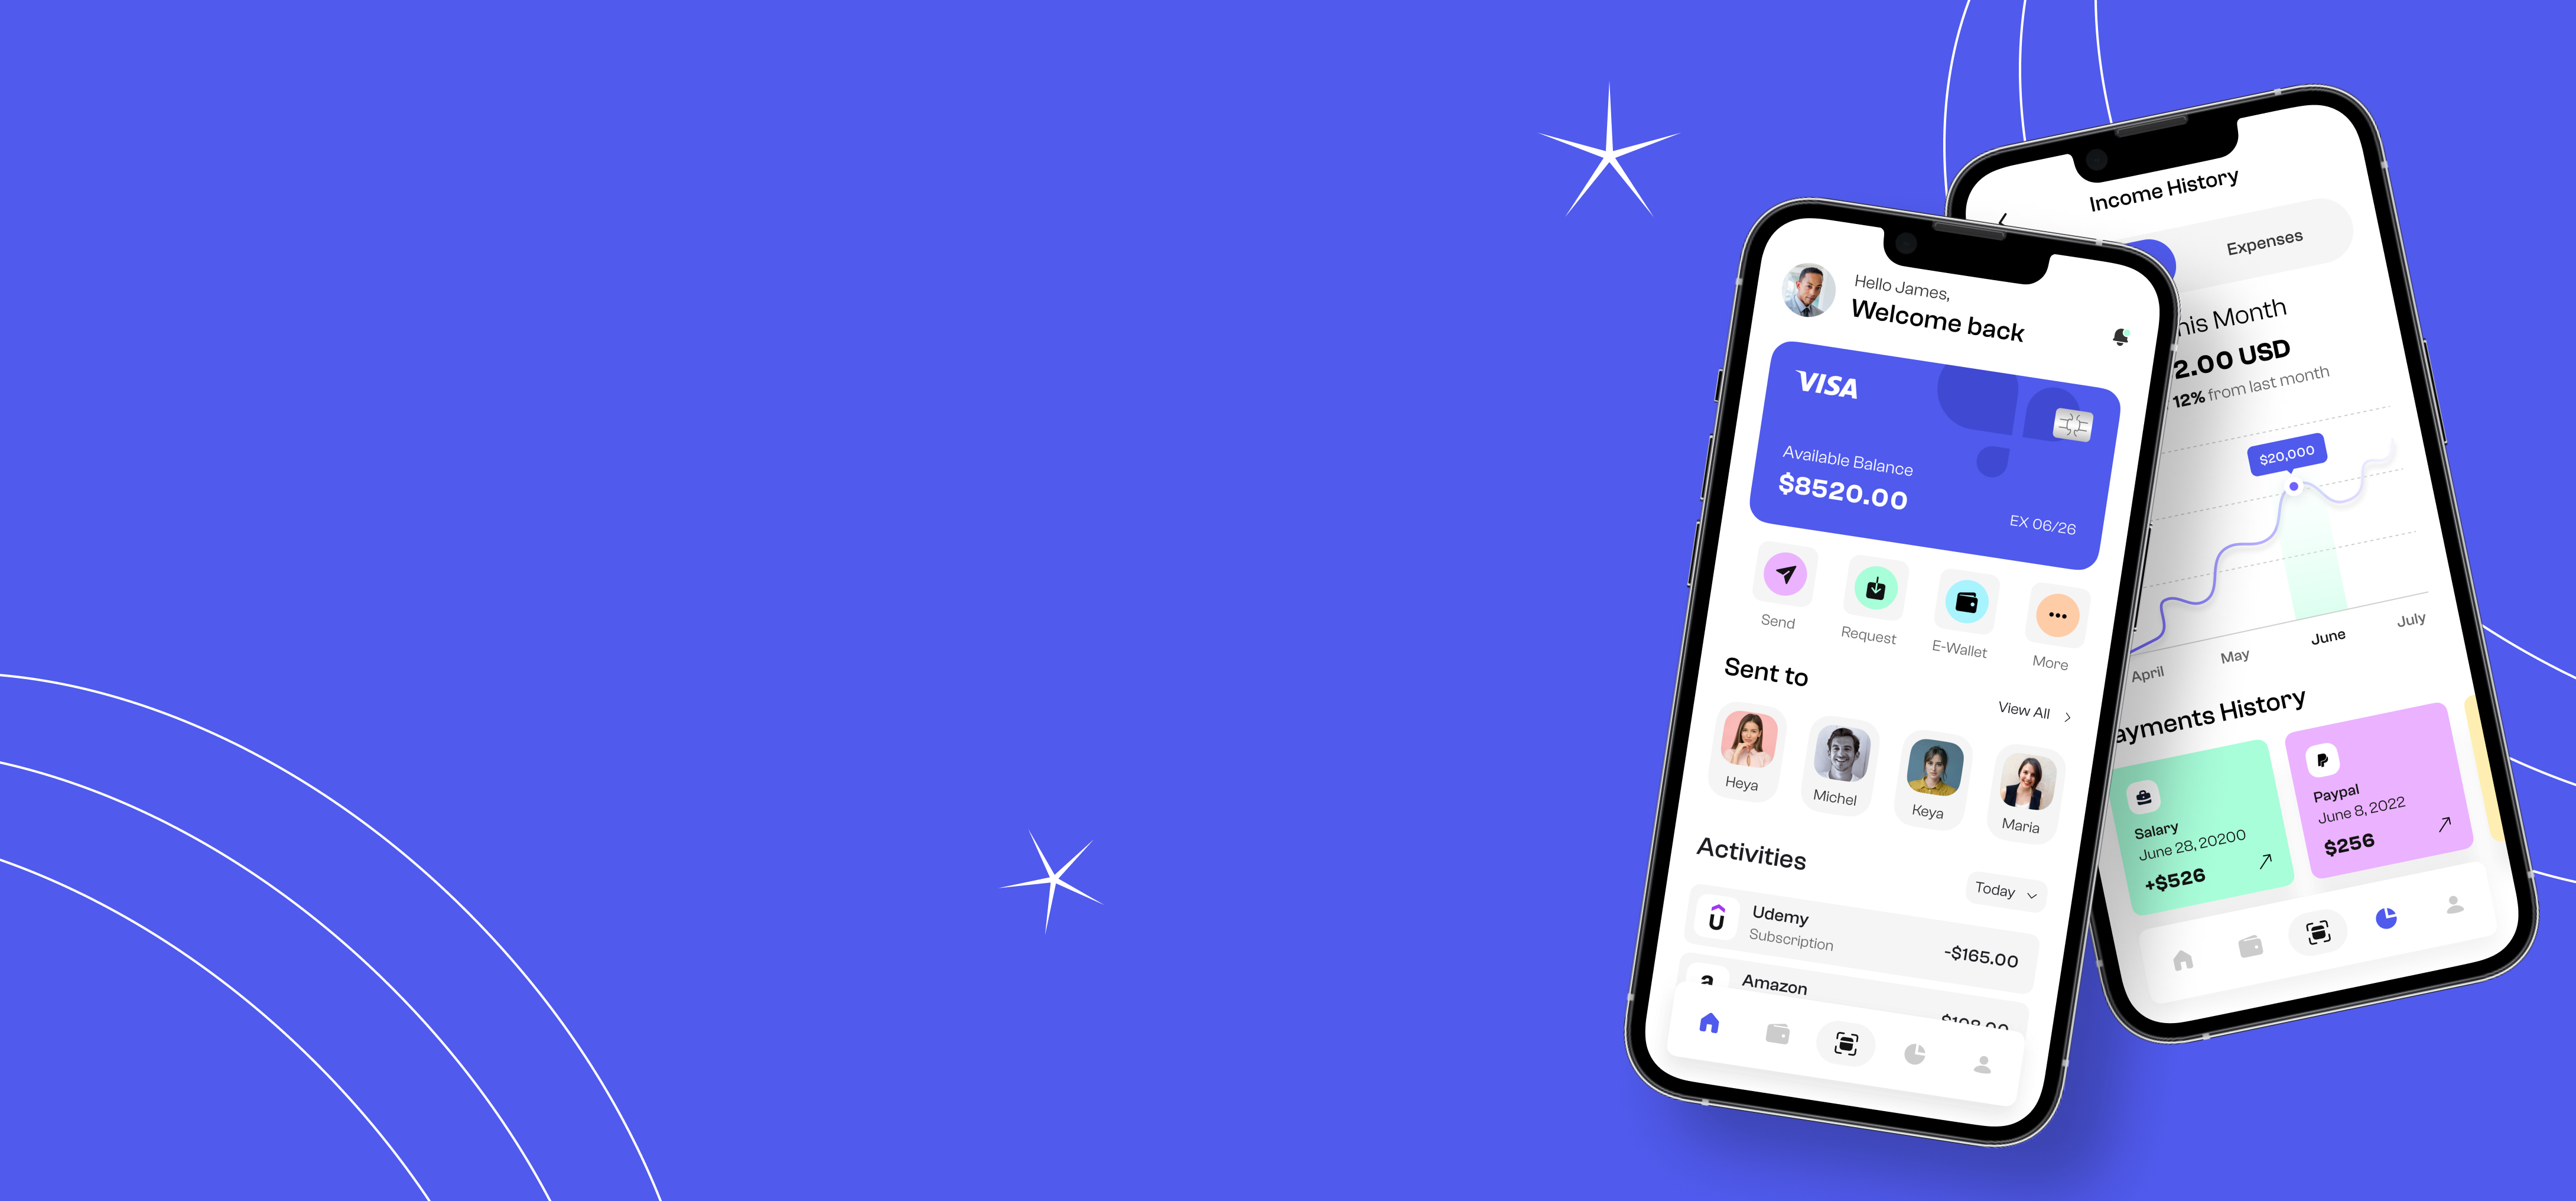 Hello James,
Welcome back
VISA
Available Balance
$8520.00
EX 06/26
Send
Request
E-Wallet
More
Sent to
View All
Heya
Michel
Keya
Maria
Activities
Today
Udemy
Subscription
-$165.00
Amazon
Income History
Expenses
his Month
2.00 USD
12% from last month
$20,000
April
May
June
July
ayments History
Salary
June 28, 20200
+$526
Paypal
June 8, 2022
$256